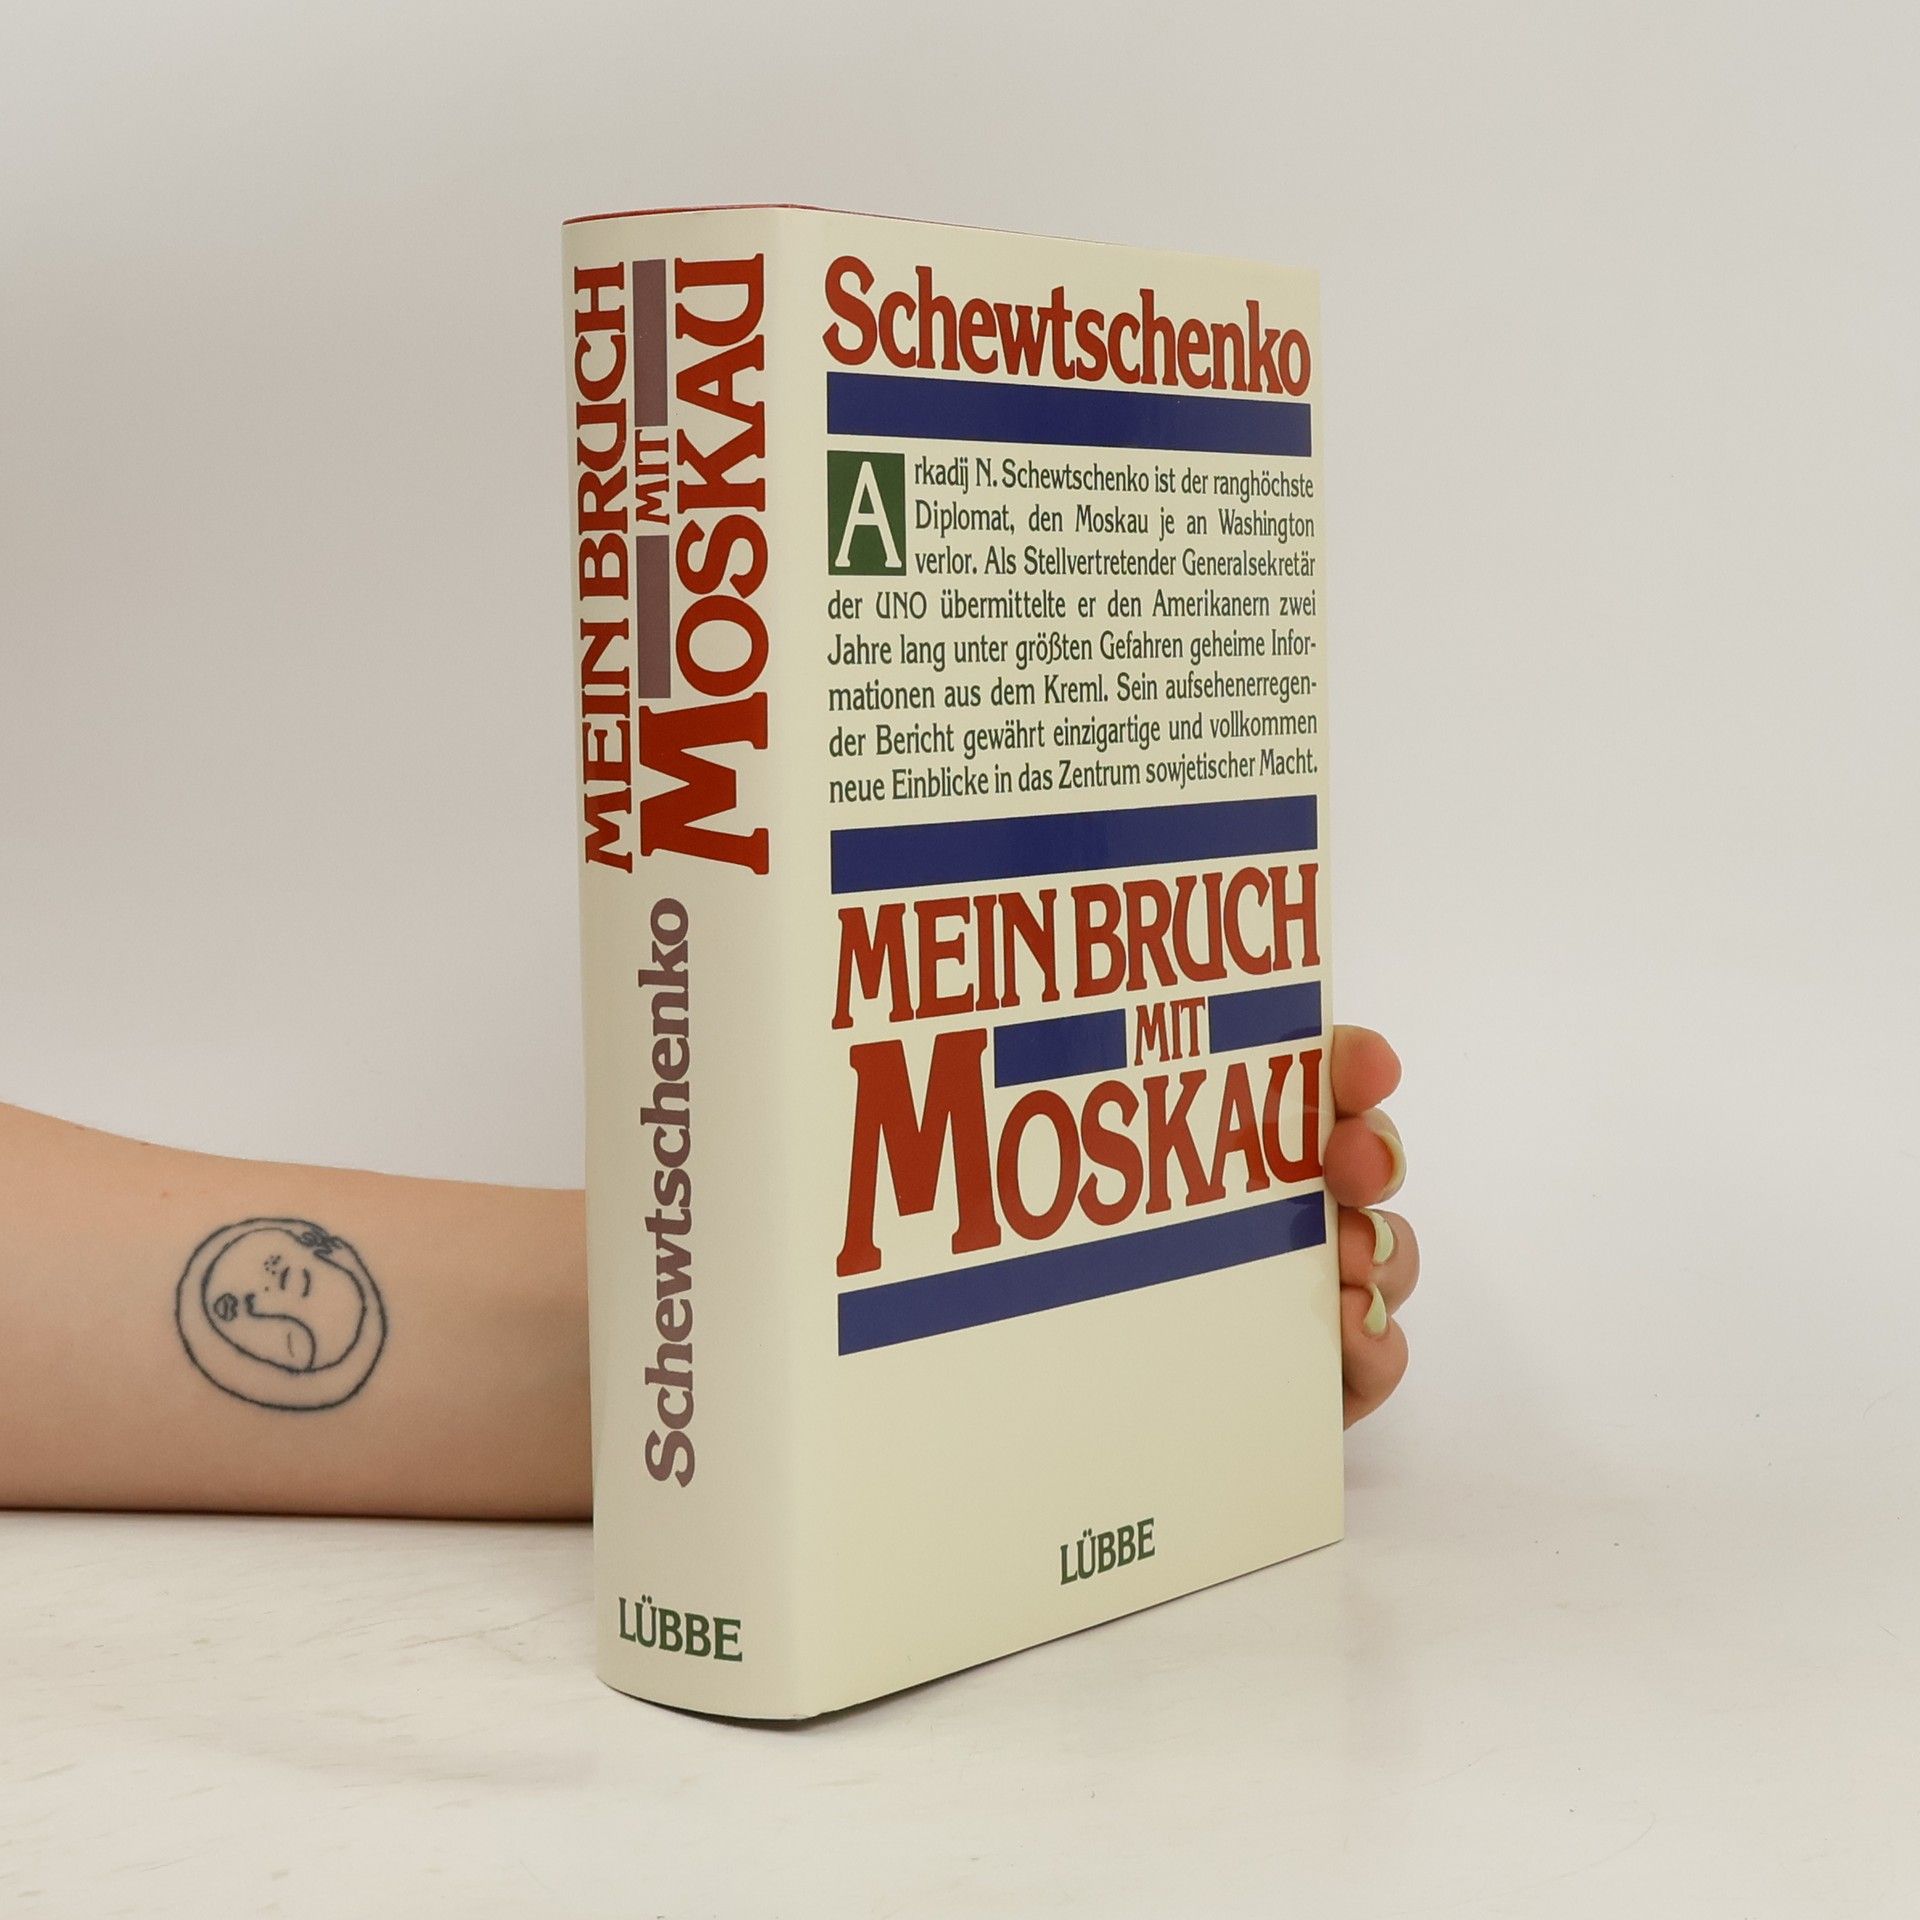 MEIN BRUCH
MIT
MOSKAU
Schewtschenko
LÜBBE
Schewtschenko
Arkadij N. Schewtschenko ist der ranghöchste
Diplomat, den Moskau je an Washington
verlor. Als Stellvertretender Generalsekretär
der UNO übermittelte er den Amerikanern zwei
Jahre lang unter größten Gefahren geheime Infor-
mationen aus dem Kreml. Sein aufsehenerregen-
der Bericht gewährt einzigartige und vollkommen
neue Einblicke in das Zentrum sowjetischer Macht.
MEIN BRUCH
MIT
MOSKAU
LÜBBE